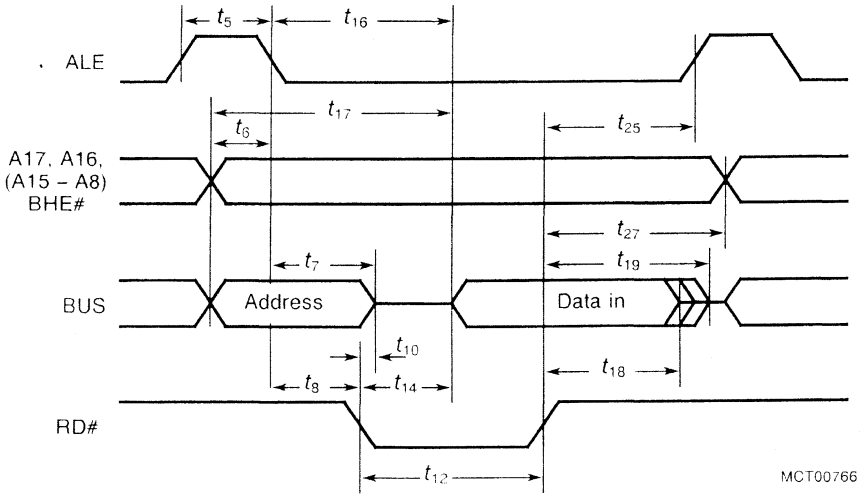 t5
t16
ALE
t17
t6
t25
A17, A16,
(A15 – A8)
BHE#
t27
t7
t19
BUS
Address
Data in
t10
t18
t8
t14
RD#
t12
MCT00766